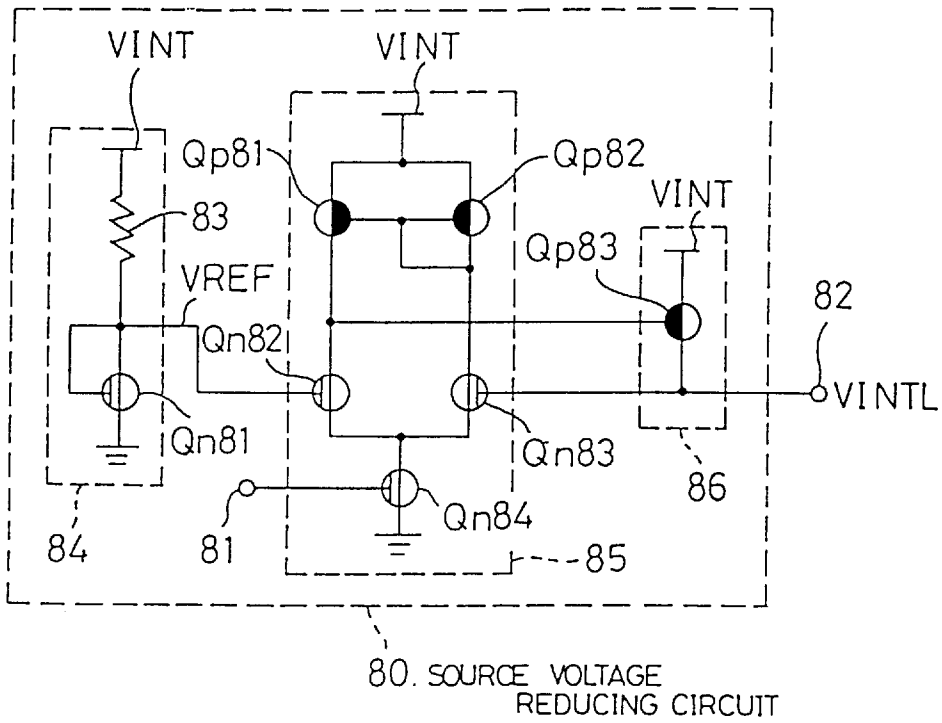 VINT
VINT
Qp81
Qp82
VINT
83
Qp83
VREF
82
Qn82
VINTL
Qn81
Qn83
86
81
Qn84
84
85
80. SOURCE VOLTAGE
REDUCING CIRCUIT